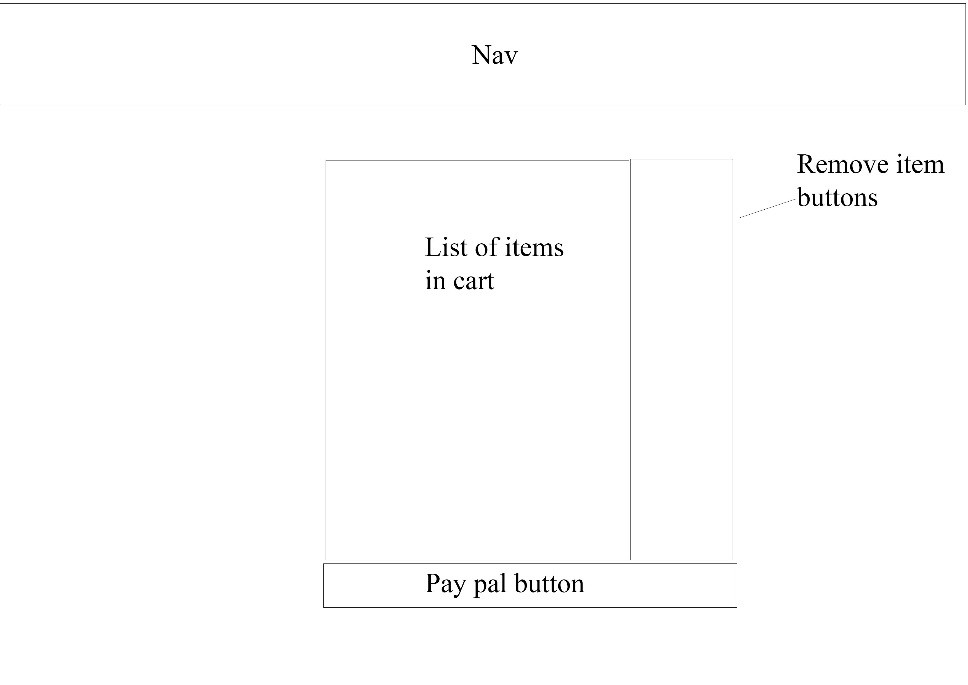 Nav
Remove item
buttons
List of items
in cart
Pay pal button